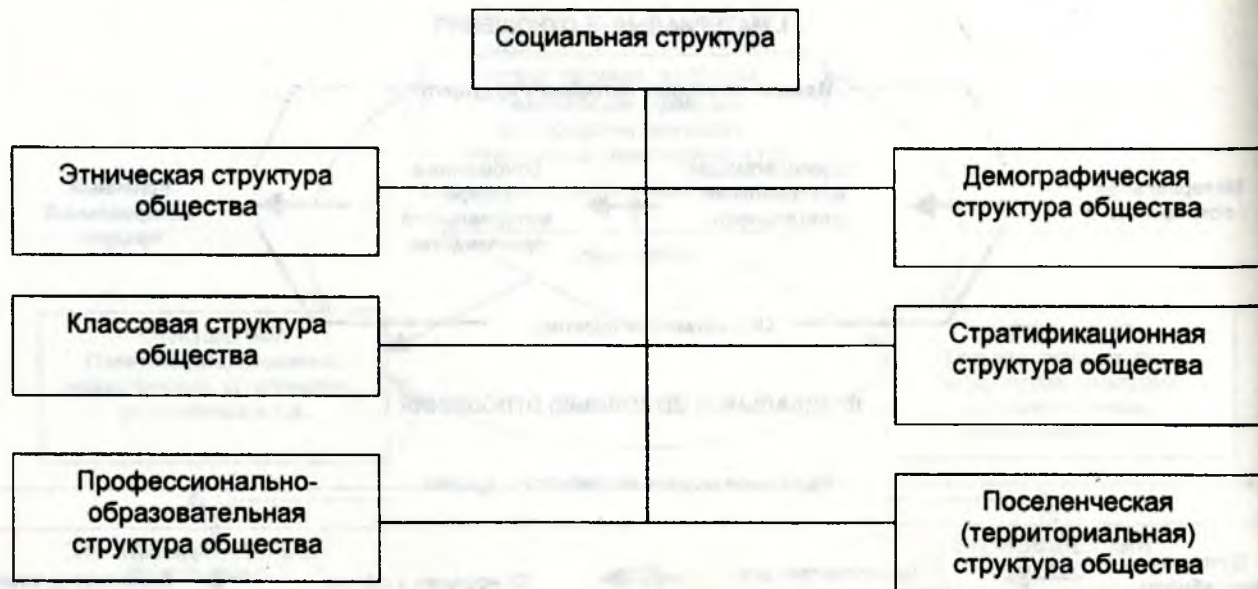 Социальная структура
Этническая структура
общества
Демографическая
структура общества
Классовая структура
общества
Стратификационная
структура общества
Профессионально-
образовательная
структура общества
Поселенческая
(территориальная)
структура общества